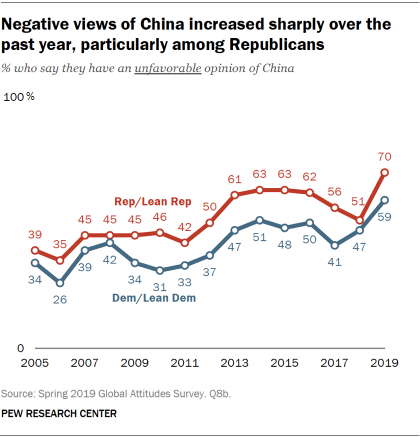 Negative views of China increased sharply over the
past year, particularly among Republicans
% who say they have an unfavorable opinion of China
100 %
70
61 63 63 62
56
51
50
45 45 45 46
42
39
35
Rep/Lean Rep
59
51 50
47 48 47
42 41
39
37
34 34 33
31
26
Dem/Lean Dem
0
2005 2007 2009 2011 2013 2015 2017 2019
Source: Spring 2019 Global Attitudes Survey. Q8b.
PEW RESEARCH CENTER